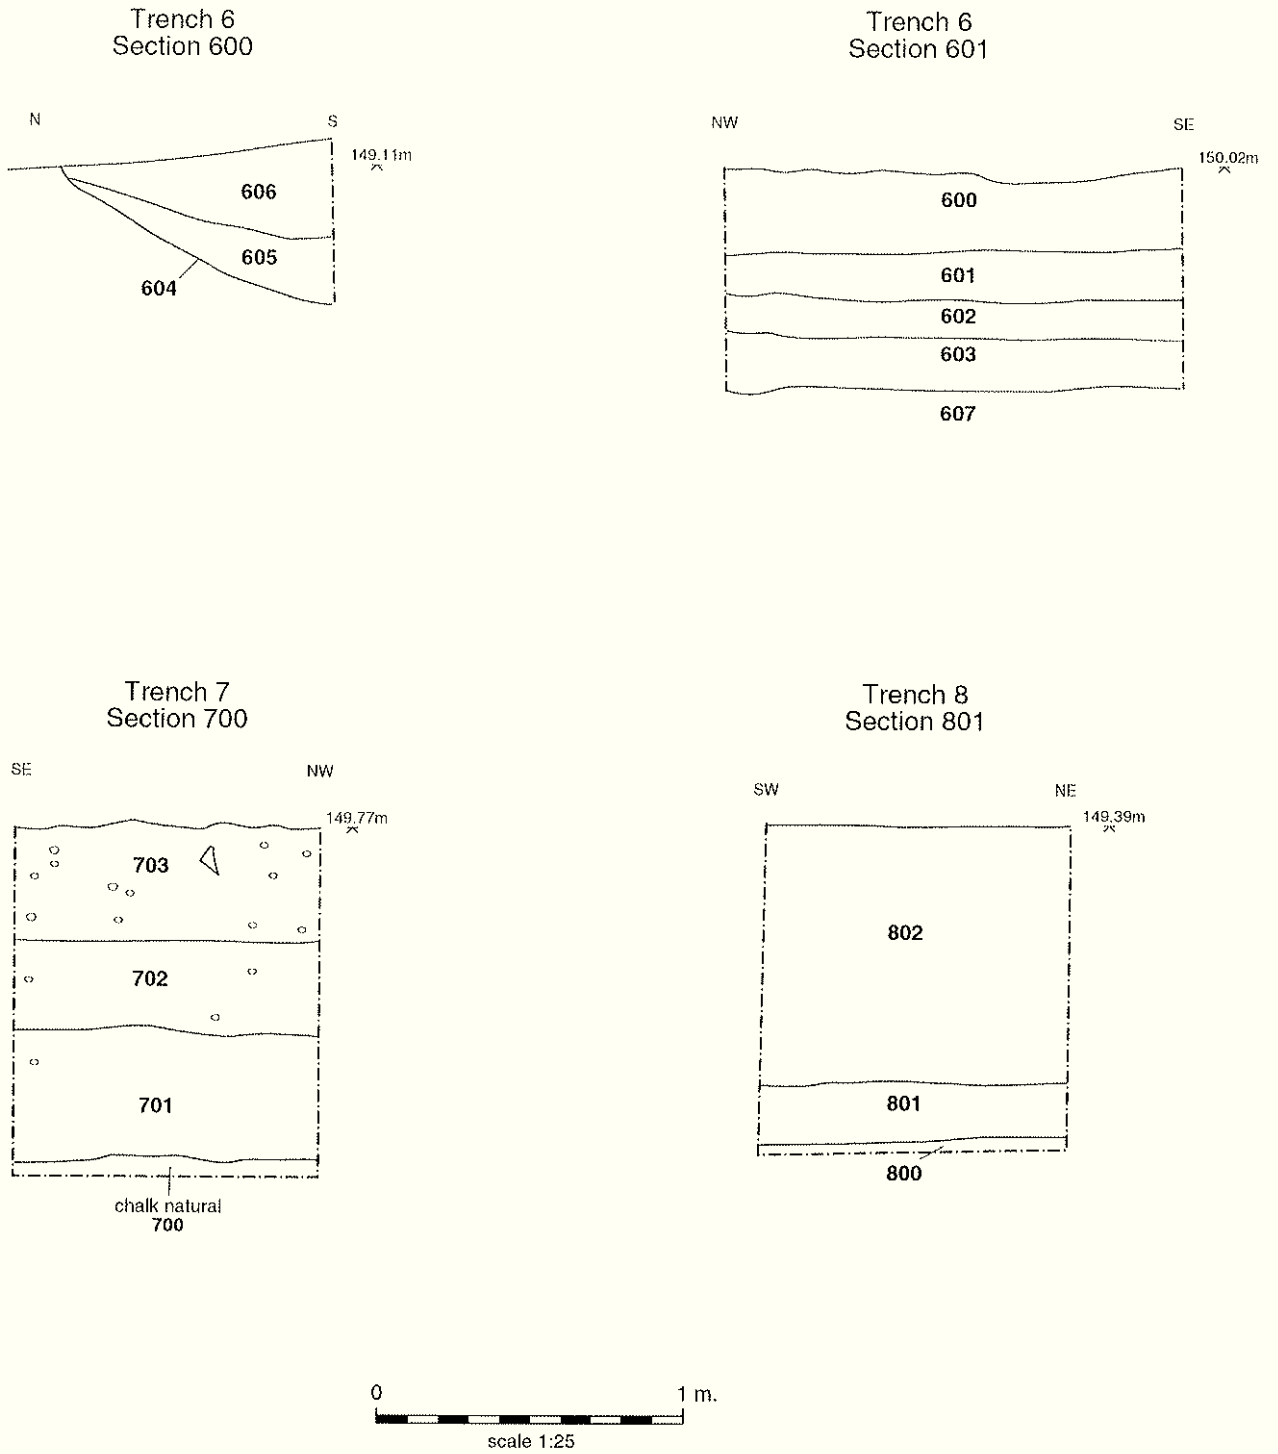 Trench 6
Section 600
N
S
149.11m
606
605
604
Trench 6
Section 601
NW
SE
150.02m
600
601
602
603
607
Trench 7
Section 700
SE
NW
149.77m
703
702
701
chalk natural
700
Trench 8
Section 801
SW
NE
149.39m
802
801
800
0
1 m.
scale 1:25